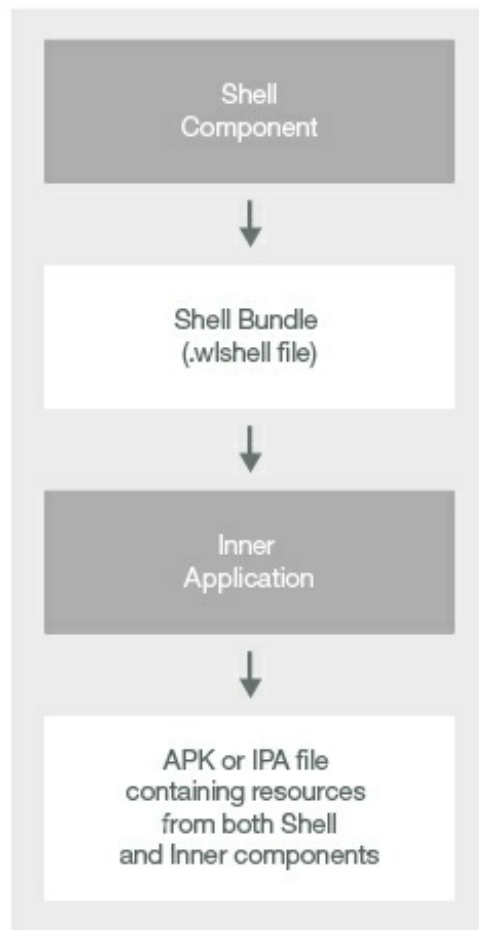 Shell
Component
Shell Bundle
(.wlshell file)
Inner
Application
APK or IPA file
containing resources
from both Shell
and Inner components